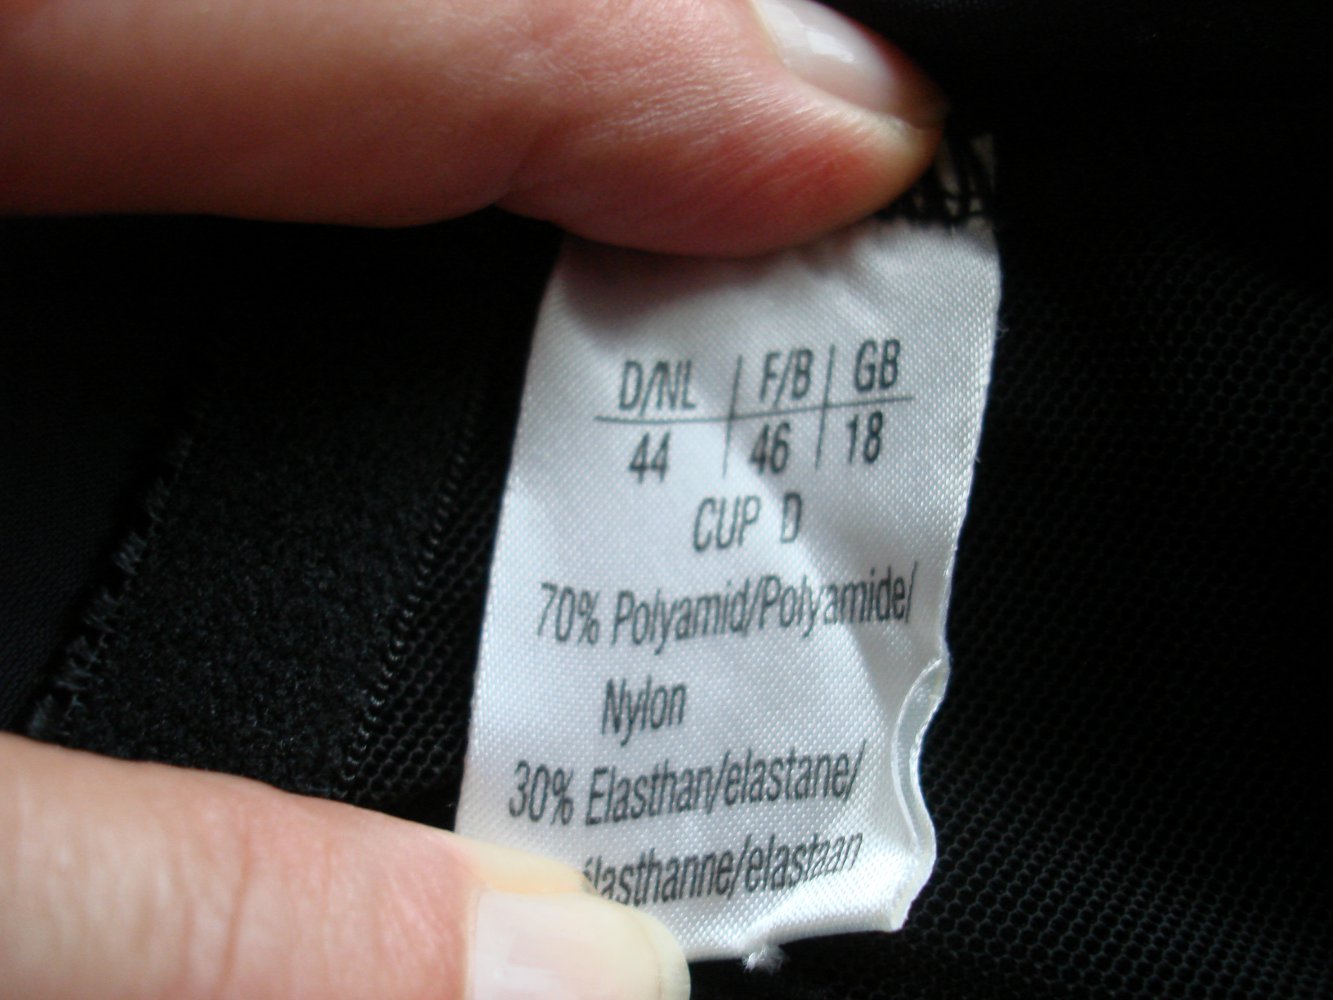 D/NL | F/B | GB
44 | 46 | 18
CUP D
70% Polyamid/Polyamide/
Nylon
30% Elasthan/elastane/
élasthanne/elastaan